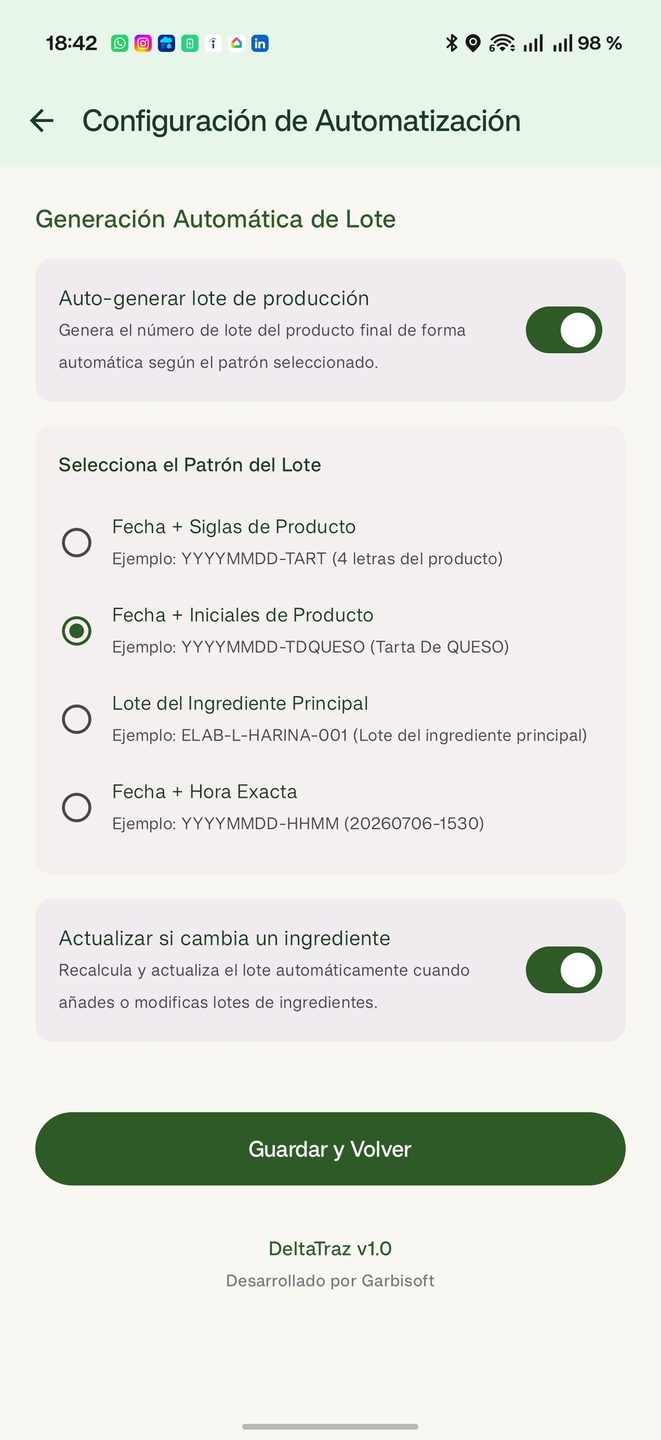 18:42
98 %
Configuración de Automatización
Generación Automática de Lote
Auto-generar lote de producción
Genera el número de lote del producto final de forma
automática según el patrón seleccionado.
Selecciona el Patrón del Lote
Fecha + Siglas de Producto
Ejemplo: YYYYMMDD-TART (4 letras del producto)
Fecha + Iniciales de Producto
Ejemplo: YYYYMMDD-TDQUESO (Tarta De QUESO)
Lote del Ingrediente Principal
Ejemplo: ELAB-L-HARINA-001 (Lote del ingrediente principal)
Fecha + Hora Exacta
Ejemplo: YYYYMMDD-HHMM (20260706-1530)
Actualizar si cambia un ingrediente
Recalcula y actualiza el lote automáticamente cuando
añades o modificas lotes de ingredientes.
Guardar y Volver
DeltaTraz v1.0
Desarrollado por Garbisoft